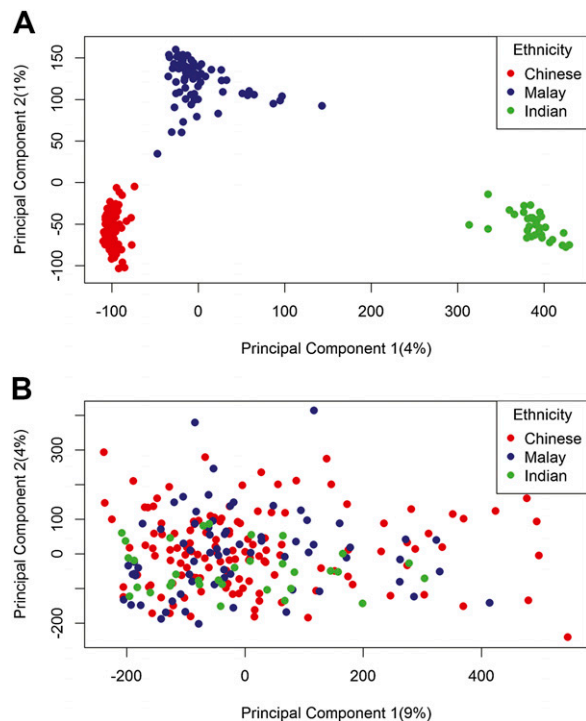 A
Principal Component 2(1%)
150
100
50
0
-50
-100
Ethnicity
Chinese
Malay
Indian
-100 0 100 200 300 400
Principal Component 1(4%)
B
Principal Component 2(4%)
300
100
0
-200
Ethnicity
Chinese
Malay
Indian
-200 0 200 400
Principal Component 1(9%)